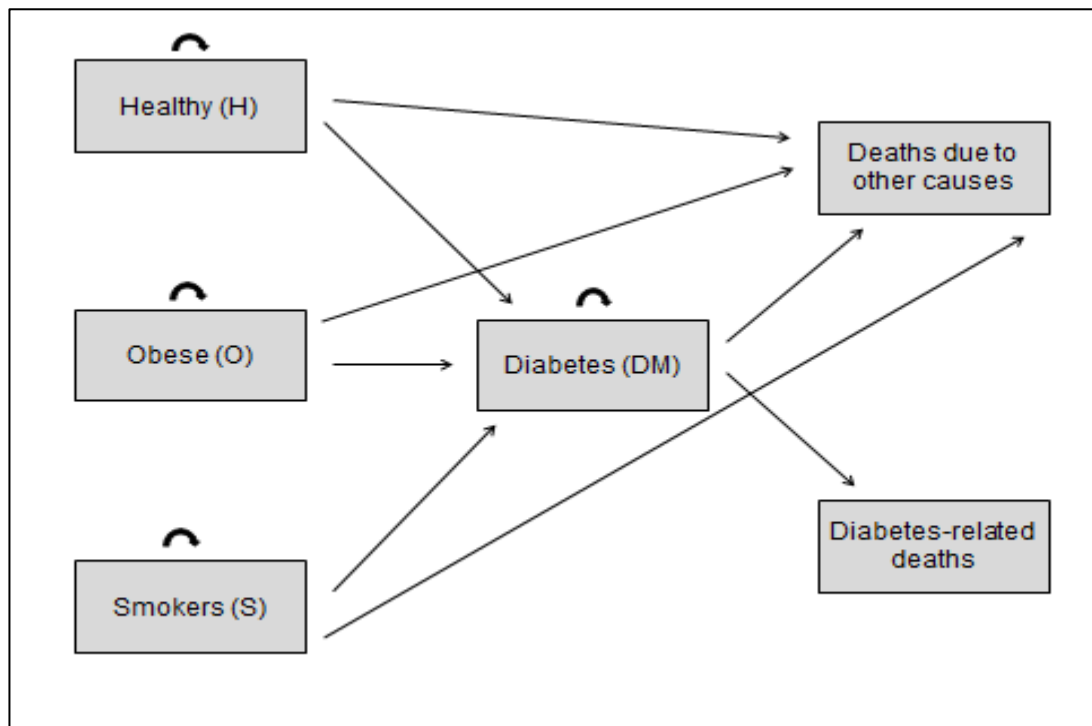 Healthy (H)
Deaths due to
other causes
Obese (O)
Diabetes (DM)
Diabetes-related
deaths
Smokers (S)